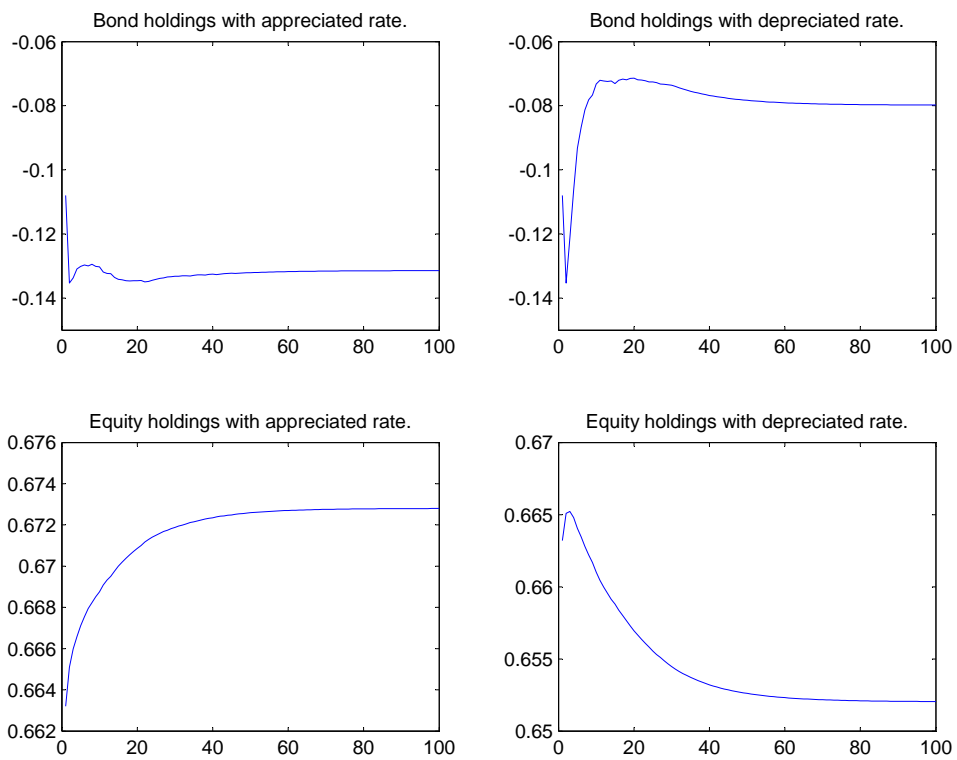 Bond holdings with appreciated rate.
-0.06
-0.08
-0.1
-0.12
-0.14
0 20 40 60 80 100
Bond holdings with depreciated rate.
-0.06
-0.08
-0.1
-0.12
-0.14
0 20 40 60 80 100
Equity holdings with appreciated rate.
0.676
0.674
0.672
0.67
0.668
0.666
0.664
0.662
0 20 40 60 80 100
Equity holdings with depreciated rate.
0.67
0.665
0.66
0.655
0.65
0 20 40 60 80 100